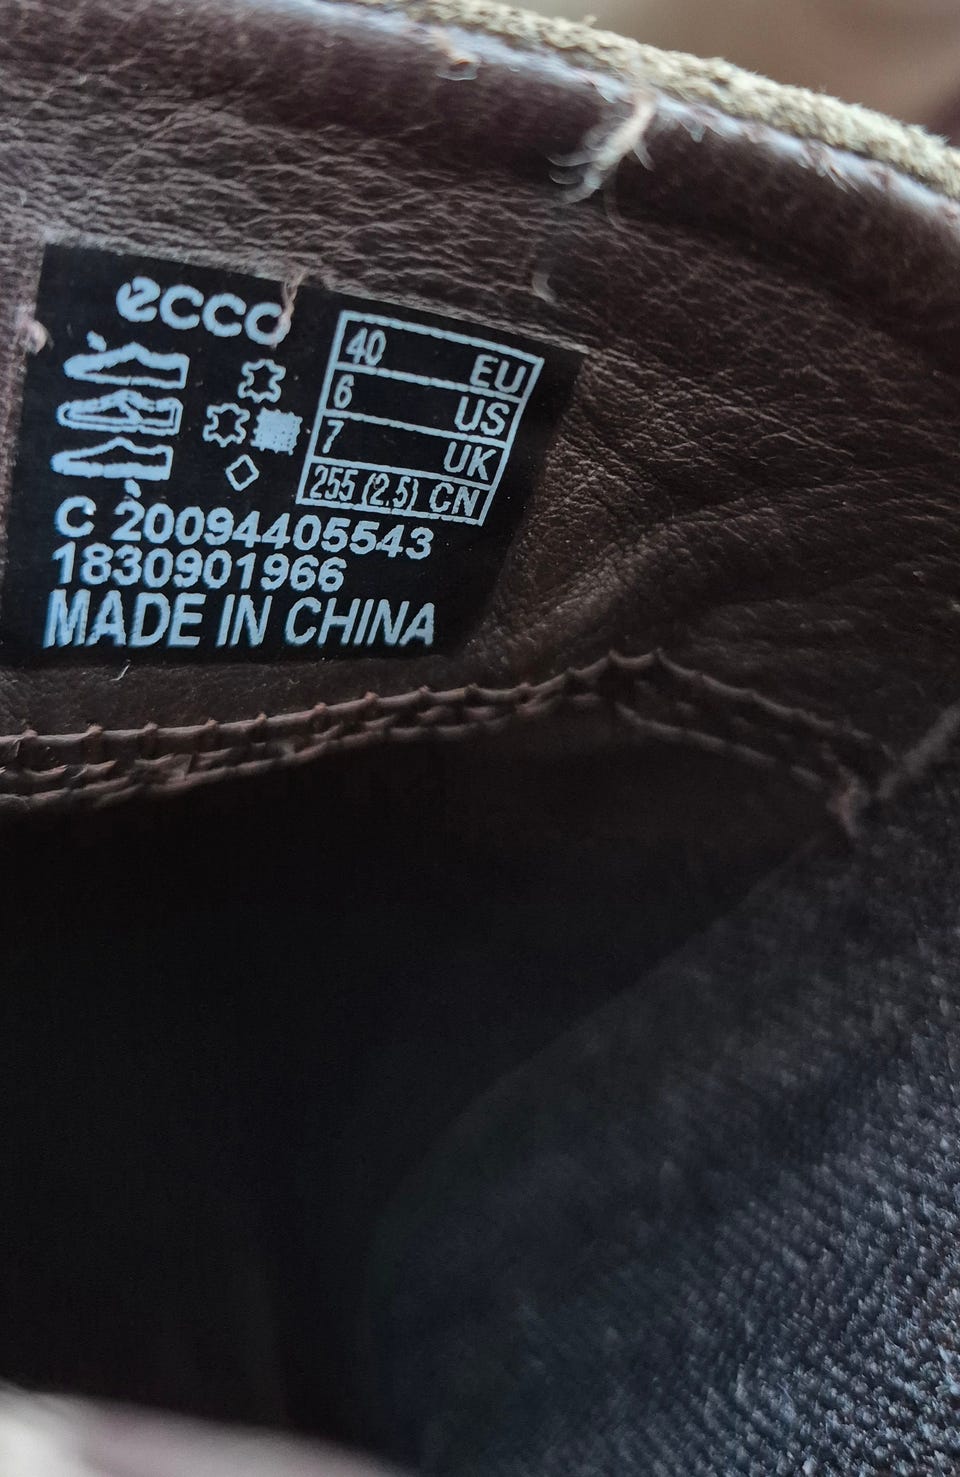 ecco
40 EU
6 US
7 UK
255 (2.5) CN
C 20094405543
1830901966
MADE IN CHINA